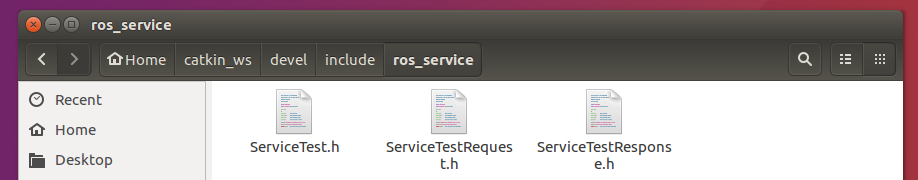 ros_service
Home catkin_ws devel include ros_service
Recent
Home
Desktop
ServiceTest.h
ServiceTestReques
t.h
ServiceTestRespons
e.h